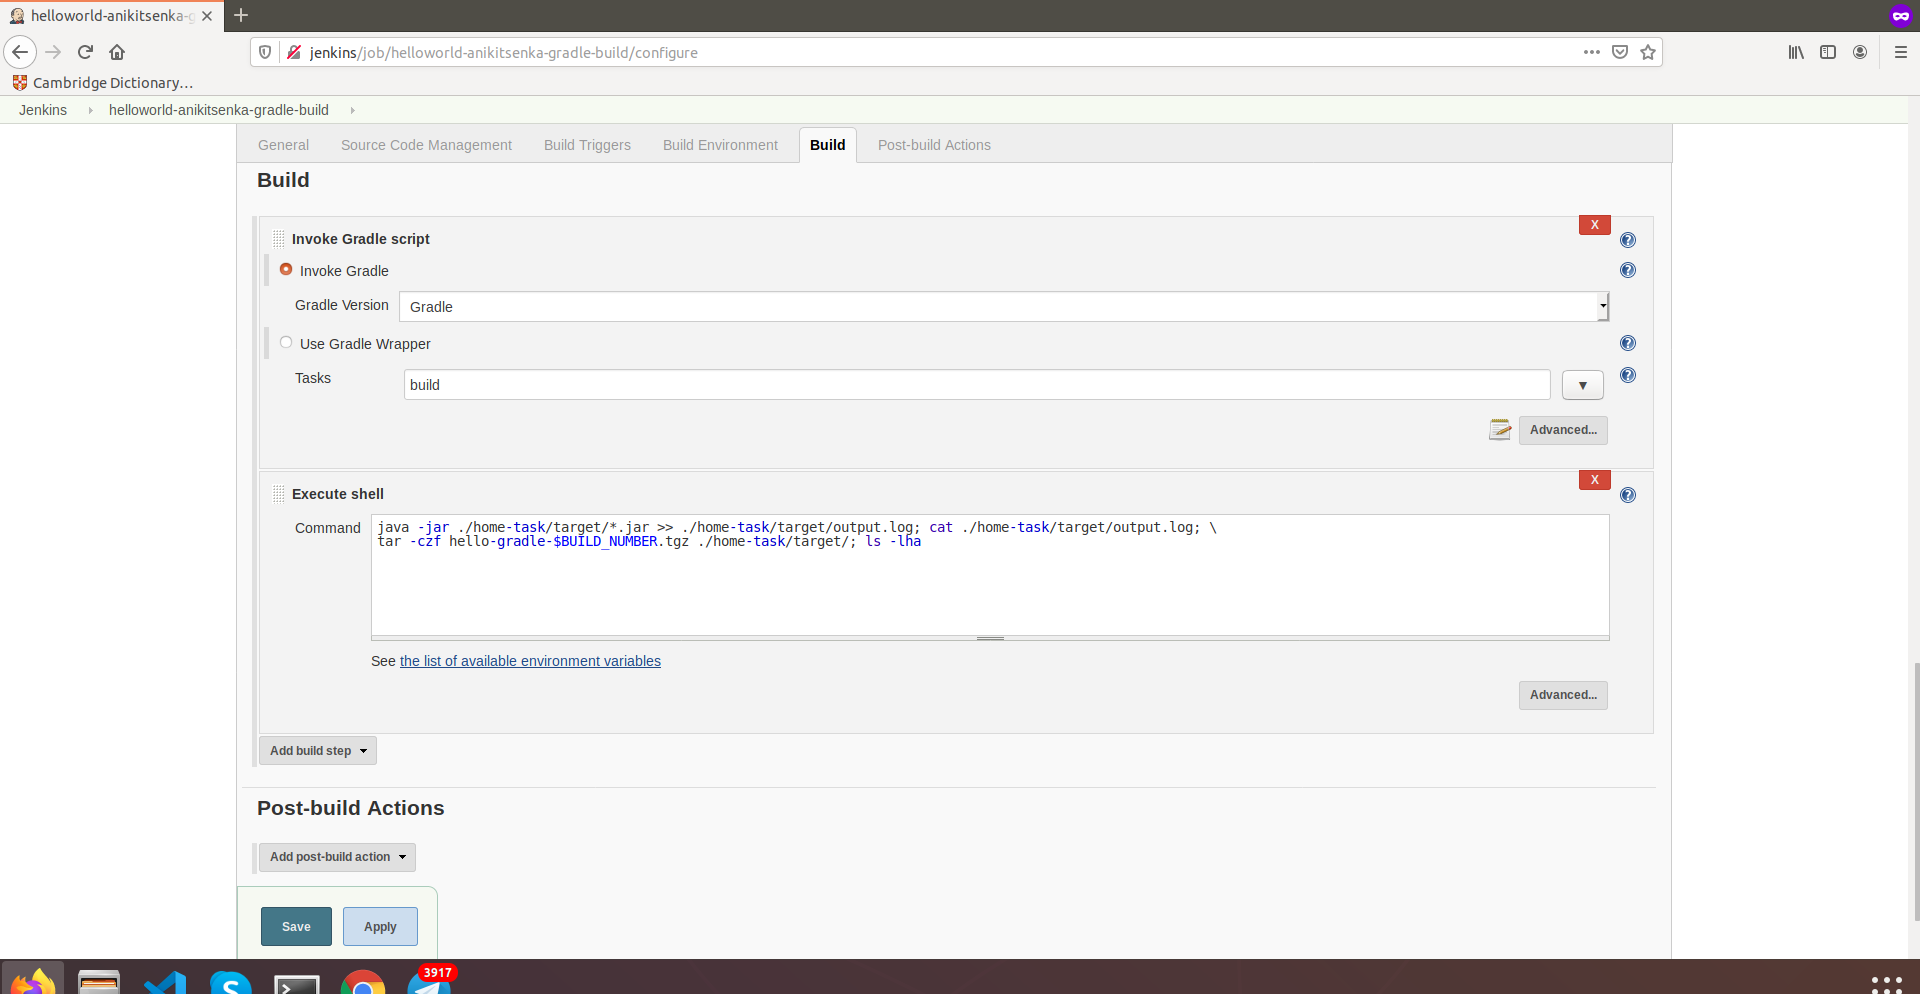 helloworld-anikitsenka-g
jenkins/job/helloworld-anikitsenka-gradle-build/configure
Cambridge Dictionary…
Jenkins
helloworld-anikitsenka-gradle-build
General
Source Code Management
Build Triggers
Build Environment
Build
Post-build Actions
Build
X
Invoke Gradle script
Invoke Gradle
Gradle Version
Gradle
Use Gradle Wrapper
Tasks
build
Advanced...
X
Execute shell
Command
java -jar ./home-task/target/*.jar >> ./home-task/target/output.log; cat ./home-task/target/output.log; \
tar -czf hello-gradle-$BUILD_NUMBER.tgz ./home-task/target/; ls -lha
See the list of available environment variables
Advanced...
Add build step
Post-build Actions
Add post-build action
Save
Apply
3917